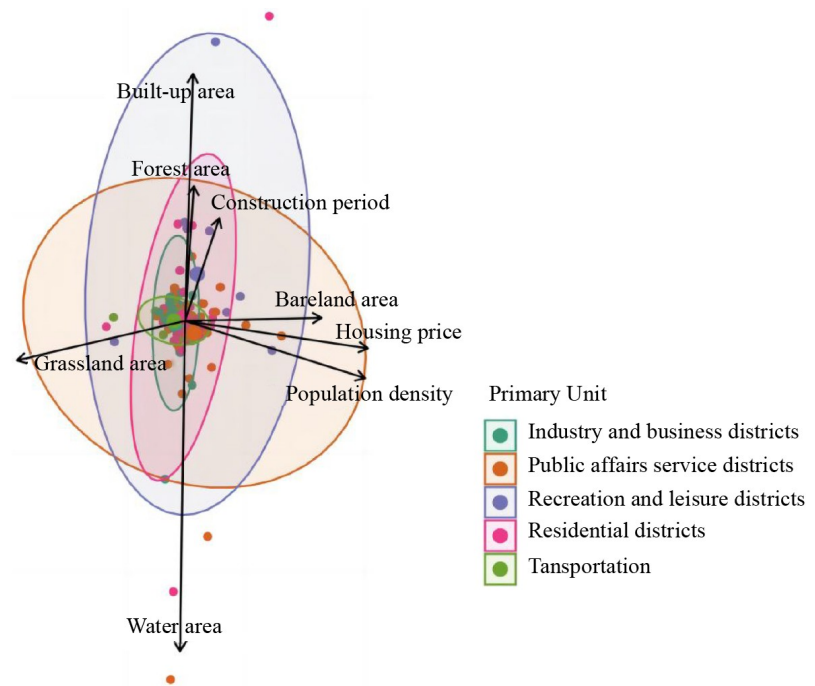 Built-up area
Forest area
Construction period
Bareland area
Housing price
Grassland area
Population density
Water area
Primary Unit
Industry and business districts
Public affairs service districts
Recreation and leisure districts
Residential districts
Tansportation